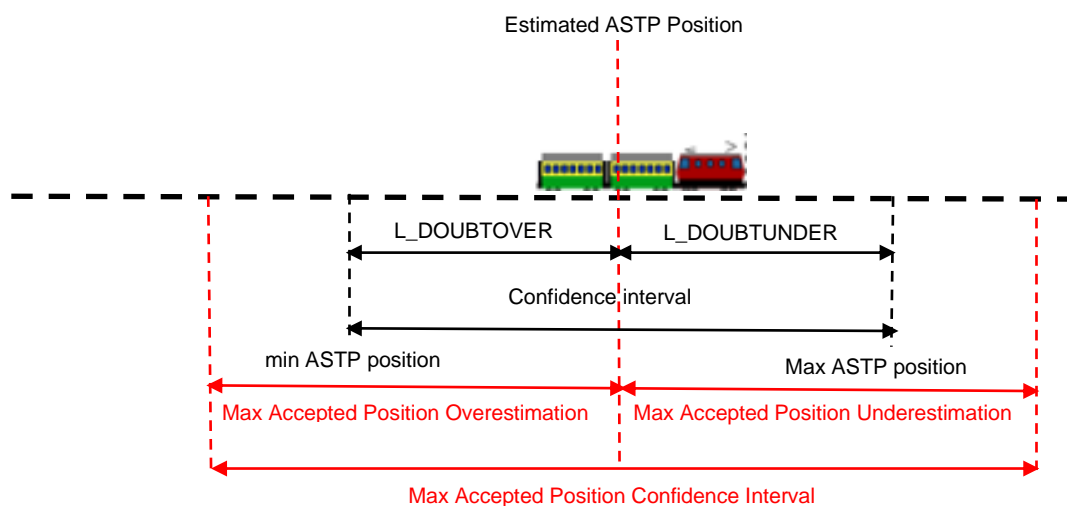 Estimated ASTP Position
L_DOUBTOVER
L_DOUBTUNDER
Confidence interval
min ASTP position
Max ASTP position
Max Accepted Position Overestimation
Max Accepted Position Underestimation
Max Accepted Position Confidence Interval